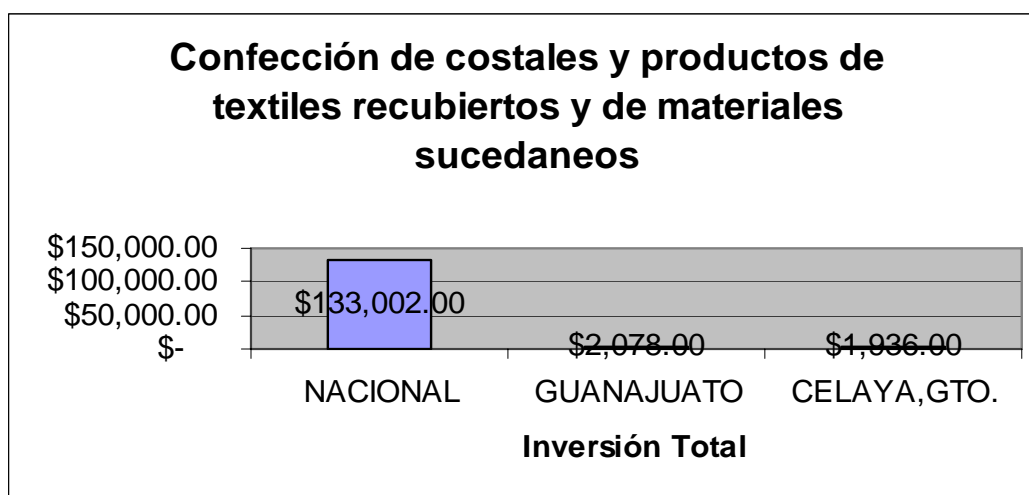 Confección de costales y productos de
textiles recubiertos y de materiales
sucedaneos
$150,000.00
$100,000.00
$50,000.00
$-
$133,002.00
$2,078.00
$1,936.00
NACIONAL
GUANAJUATO
CELAYA,GTO.
Inversión Total